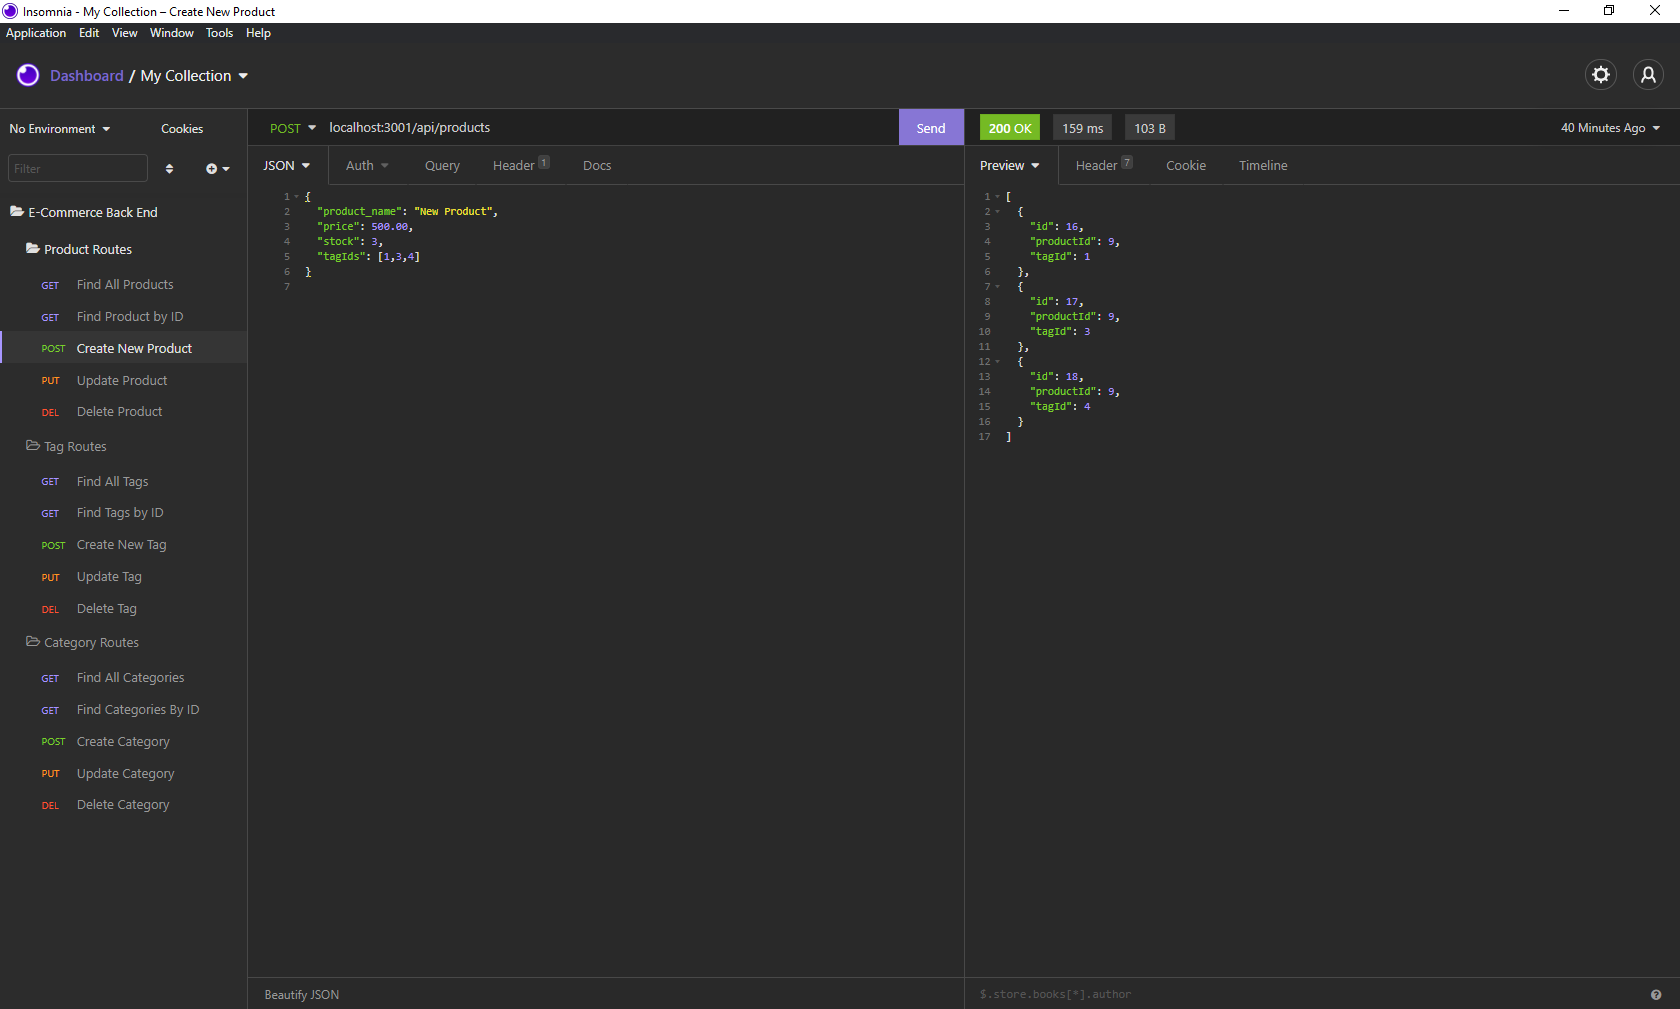 Insomnia - My Collection – Create New Product
Application Edit View Window Tools Help
Dashboard / My Collection
No Environment Cookies
Filter
E-Commerce Back End
Product Routes
GET Find All Products
GET Find Product by ID
POST Create New Product
PUT Update Product
DEL Delete Product
Tag Routes
GET Find All Tags
GET Find Tags by ID
POST Create New Tag
PUT Update Tag
DEL Delete Tag
Category Routes
GET Find All Categories
GET Find Categories By ID
POST Create Category
PUT Update Category
DEL Delete Category
POST localhost:3001/api/products Send
JSON Auth Query Header 1 Docs
1 {
2 "product_name": "New Product",
3 "price": 500.00,
4 "stock": 3,
5 "tagIds": [1,3,4]
6 }
7
Beautify JSON
200 OK 159 ms 103 B 40 Minutes Ago
Preview Header 7 Cookie Timeline
1 [
2 {
3 "id": 16,
4 "productId": 9,
5 "tagId": 1
6 },
7 {
8 "id": 17,
9 "productId": 9,
10 "tagId": 3
11 },
12 {
13 "id": 18,
14 "productId": 9,
15 "tagId": 4
16 }
17 ]
$.store.books[*].author